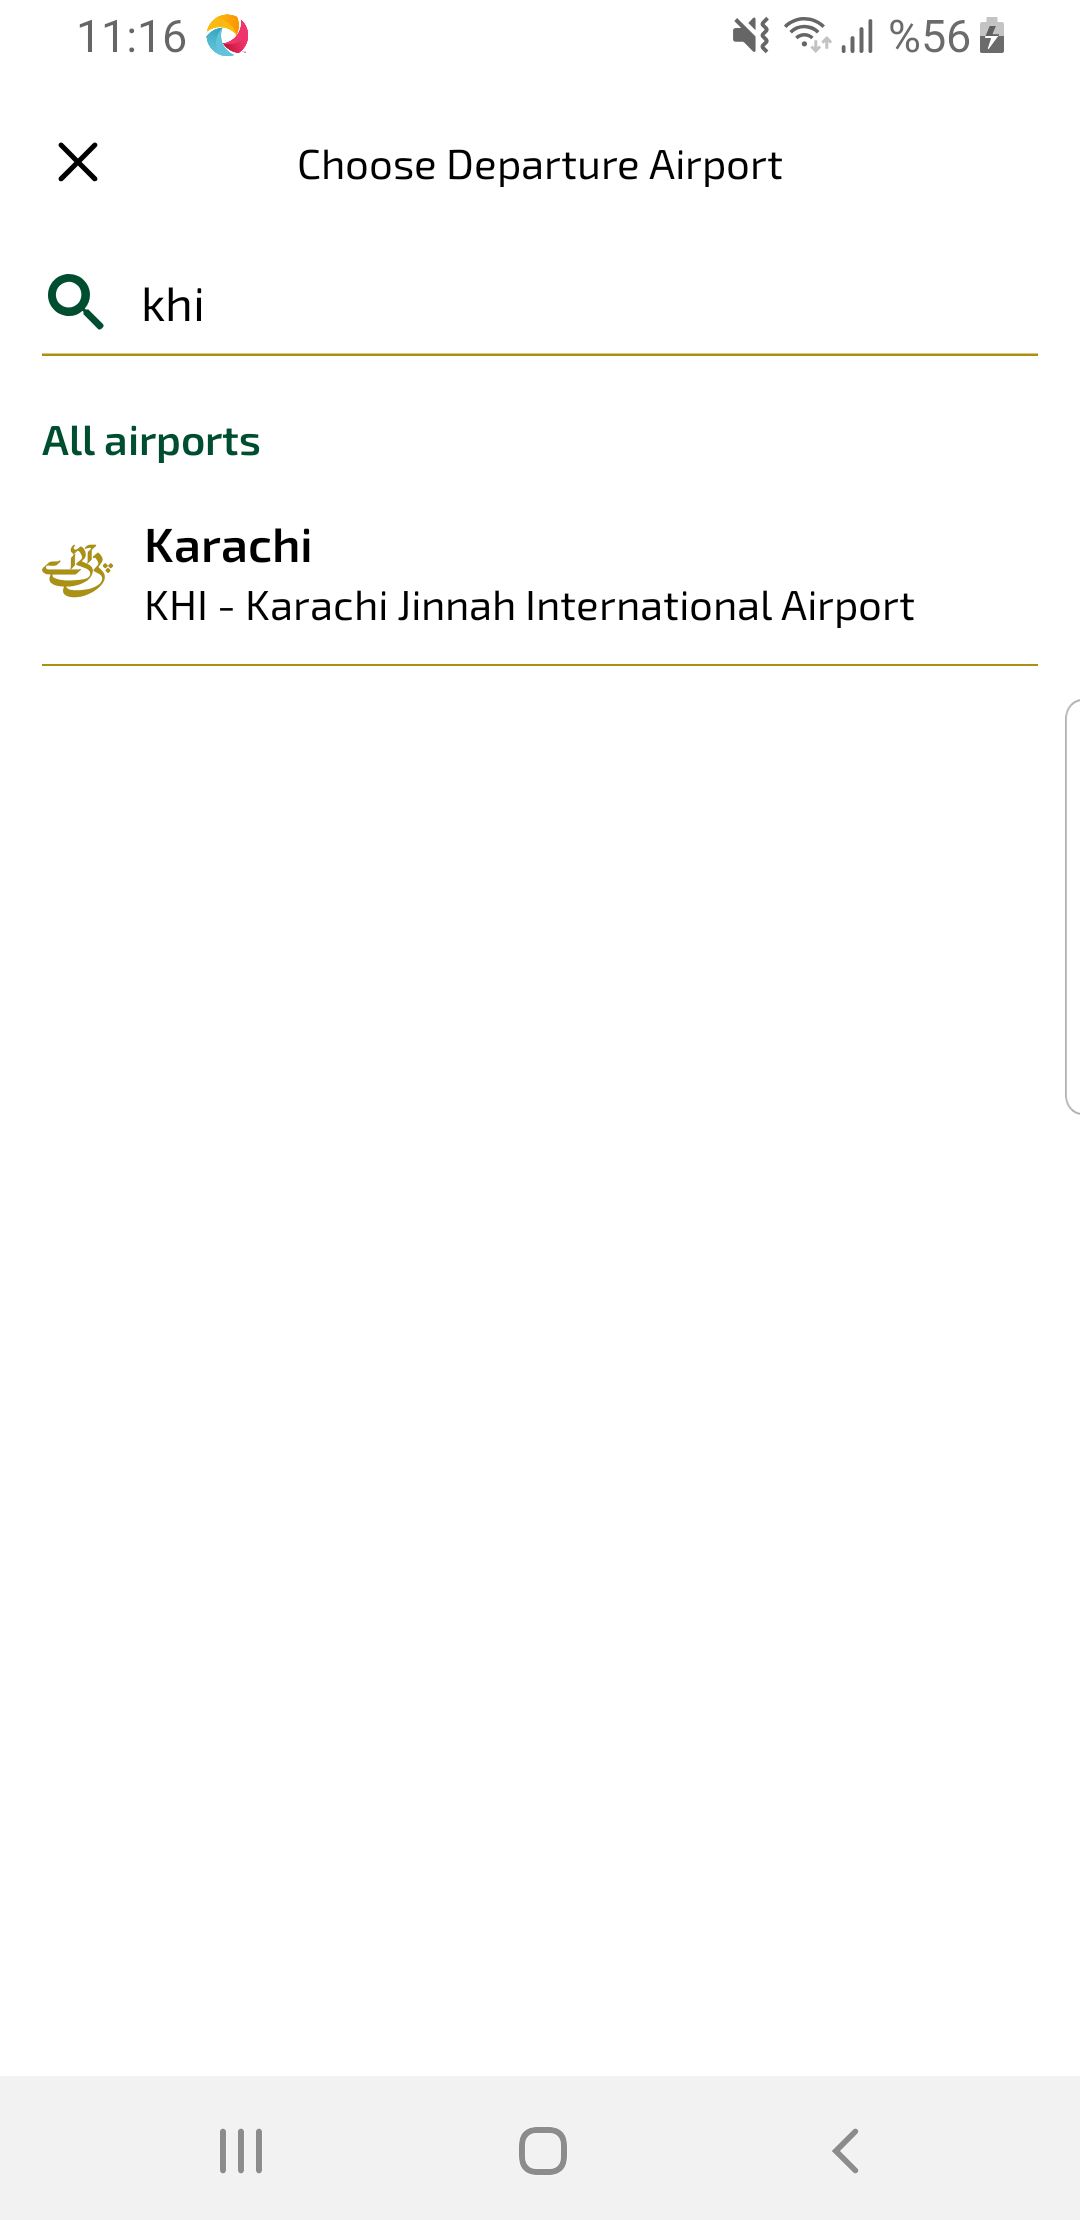 11:16 %56
Choose Departure Airport
khi
All airports
Karachi
KHI - Karachi Jinnah International Airport